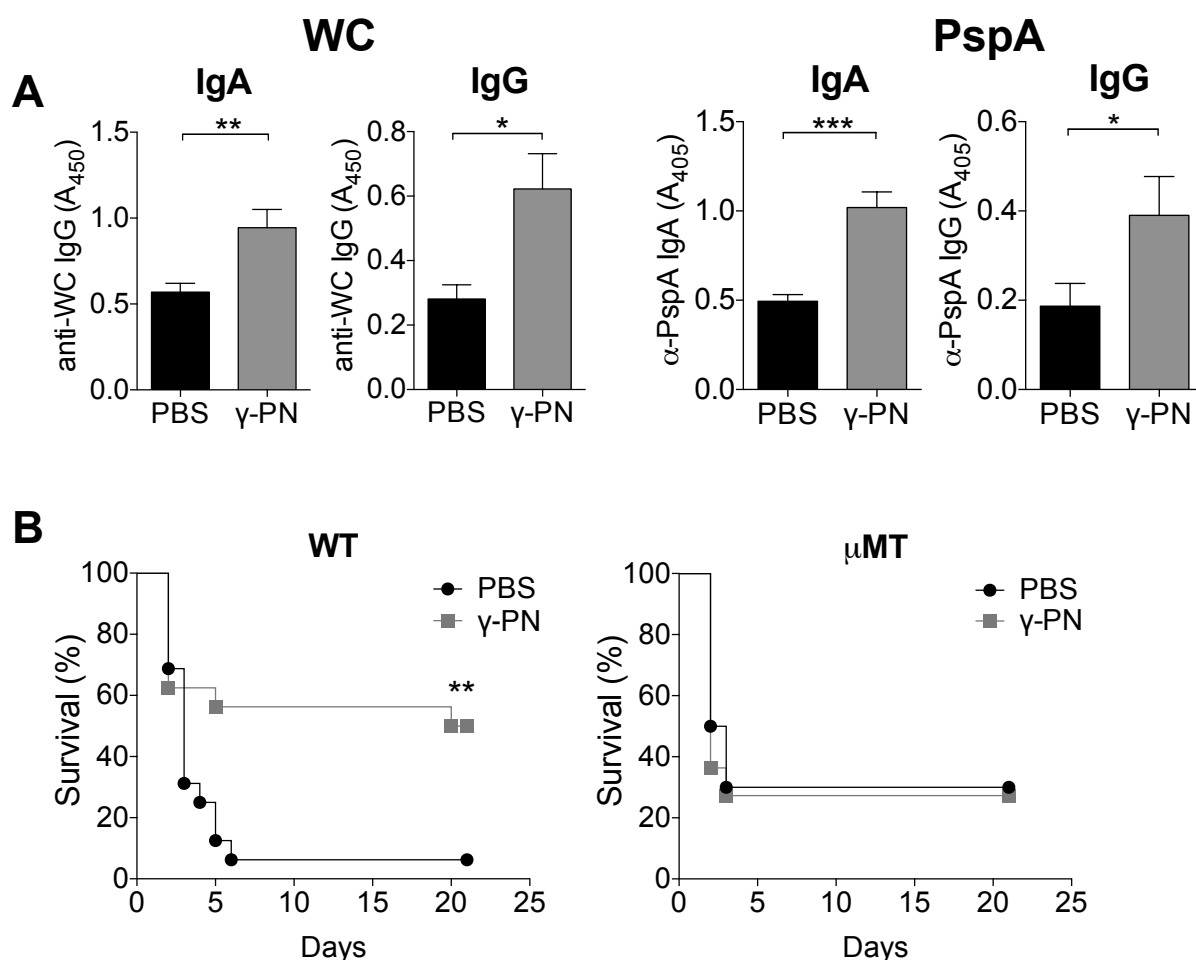 WC
PspA
A
IgA
IgG
IgA
IgG
**
*
***
*
anti-WC IgG (A450)
1.5
1.0
0.5
0.0
PBS
γ-PN
anti-WC IgG (A450)
0.8
0.6
0.4
0.2
0.0
PBS
γ-PN
α-PspA IgA (A405)
1.5
1.0
0.5
0.0
PBS
γ-PN
α-PspA IgG (A405)
0.6
0.4
0.2
0.0
PBS
γ-PN
B
WT
Survival (%)
100
80
60
40
20
0
PBS
γ-PN
**
0
5
10
15
20
25
Days
μMT
Survival (%)
100
80
60
40
20
0
PBS
γ-PN
0
5
10
15
20
25
Days